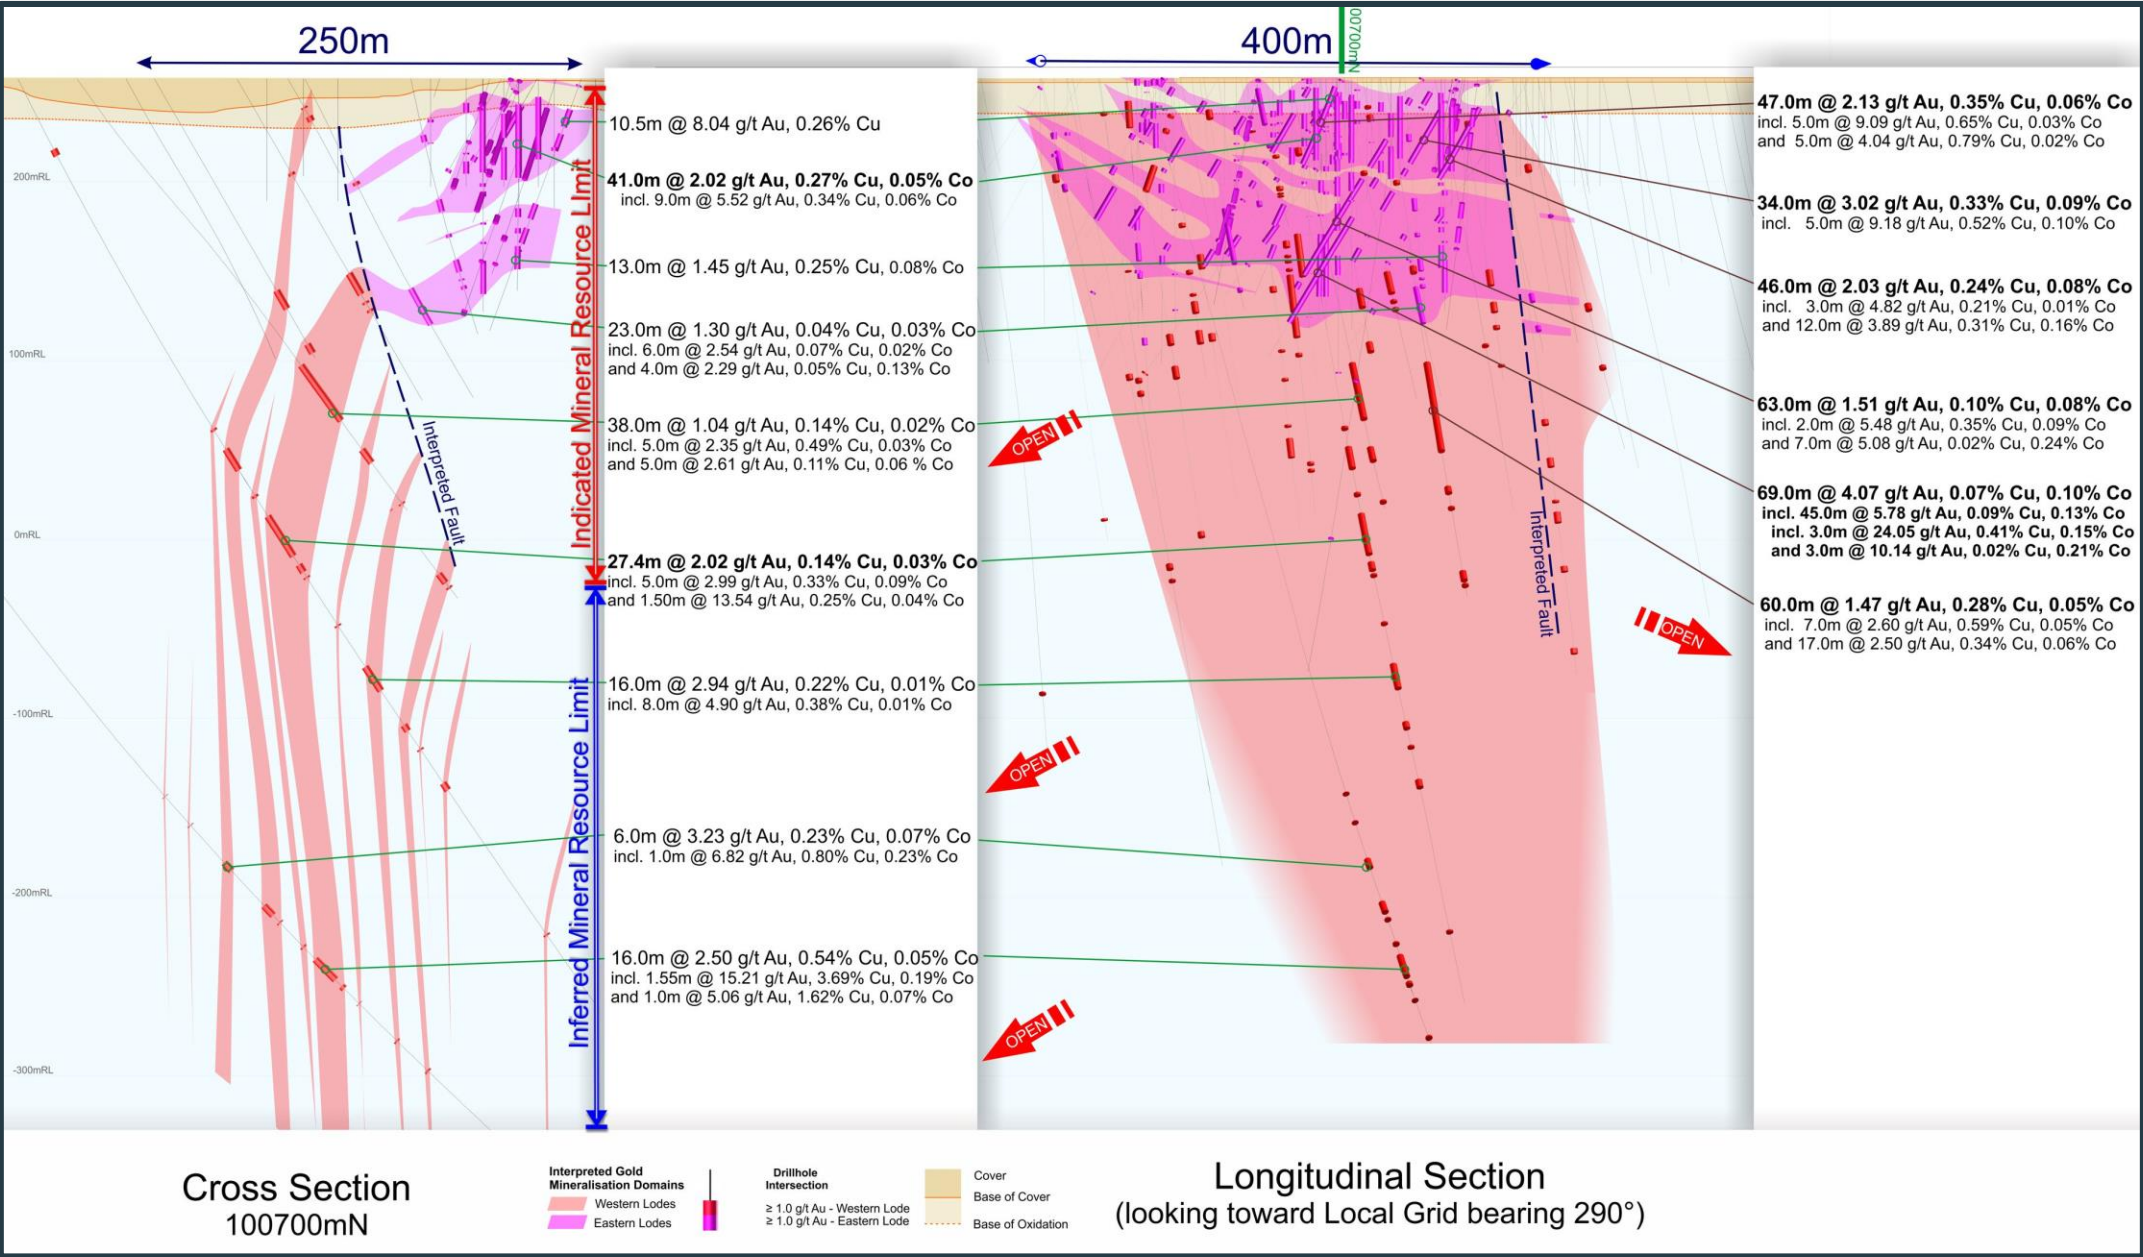 250m
400m
00700mN
10.5m @ 8.04 g/t Au, 0.26% Cu
41.0m @ 2.02 g/t Au, 0.27% Cu, 0.05% Co
incl. 9.0m @ 5.52 g/t Au, 0.34% Cu, 0.06% Co
13.0m @ 1.45 g/t Au, 0.25% Cu, 0.08% Co
23.0m @ 1.30 g/t Au, 0.04% Cu, 0.03% Co
incl. 6.0m @ 2.54 g/t Au, 0.07% Cu, 0.02% Co
and 4.0m @ 2.29 g/t Au, 0.05% Cu, 0.13% Co
38.0m @ 1.04 g/t Au, 0.14% Cu, 0.02% Co
incl. 5.0m @ 2.35 g/t Au, 0.49% Cu, 0.03% Co
and 5.0m @ 2.61 g/t Au, 0.11% Cu, 0.06 % Co
27.4m @ 2.02 g/t Au, 0.14% Cu, 0.03% Co
incl. 5.0m @ 2.99 g/t Au, 0.33% Cu, 0.09% Co
and 1.50m @ 13.54 g/t Au, 0.25% Cu, 0.04% Co
16.0m @ 2.94 g/t Au, 0.22% Cu, 0.01% Co
incl. 8.0m @ 4.90 g/t Au, 0.38% Cu, 0.01% Co
6.0m @ 3.23 g/t Au, 0.23% Cu, 0.07% Co
incl. 1.0m @ 6.82 g/t Au, 0.80% Cu, 0.23% Co
16.0m @ 2.50 g/t Au, 0.54% Cu, 0.05% Co
incl. 1.55m @ 15.21 g/t Au, 3.69% Cu, 0.19% Co
and 1.0m @ 5.06 g/t Au, 1.62% Cu, 0.07% Co
200mRL
100mRL
0mRL
-100mRL
-200mRL
-300mRL
Interpreted Fault
Indicated Mineral Resource Limit
Inferred Mineral Resource Limit
OPEN
OPEN
OPEN
Interpreted Fault
OPEN
47.0m @ 2.13 g/t Au, 0.35% Cu, 0.06% Co
incl. 5.0m @ 9.09 g/t Au, 0.65% Cu, 0.03% Co
and 5.0m @ 4.04 g/t Au, 0.79% Cu, 0.02% Co
34.0m @ 3.02 g/t Au, 0.33% Cu, 0.09% Co
incl. 5.0m @ 9.18 g/t Au, 0.52% Cu, 0.10% Co
46.0m @ 2.03 g/t Au, 0.24% Cu, 0.08% Co
incl. 3.0m @ 4.82 g/t Au, 0.21% Cu, 0.01% Co
and 12.0m @ 3.89 g/t Au, 0.31% Cu, 0.16% Co
63.0m @ 1.51 g/t Au, 0.10% Cu, 0.08% Co
incl. 2.0m @ 5.48 g/t Au, 0.35% Cu, 0.09% Co
and 7.0m @ 5.08 g/t Au, 0.02% Cu, 0.24% Co
69.0m @ 4.07 g/t Au, 0.07% Cu, 0.10% Co
incl. 45.0m @ 5.78 g/t Au, 0.09% Cu, 0.13% Co
incl. 3.0m @ 24.05 g/t Au, 0.41% Cu, 0.15% Co
and 3.0m @ 10.14 g/t Au, 0.02% Cu, 0.21% Co
60.0m @ 1.47 g/t Au, 0.28% Cu, 0.05% Co
incl. 7.0m @ 2.60 g/t Au, 0.59% Cu, 0.05% Co
and 17.0m @ 2.50 g/t Au, 0.34% Cu, 0.06% Co
Cross Section
100700mN
Interpreted Gold
Mineralisation Domains
Western Lodes
Eastern Lodes
Drillhole
Intersection
≥ 1.0 g/t Au - Western Lode
≥ 1.0 g/t Au - Eastern Lode
Cover
Base of Cover
Base of Oxidation
Longitudinal Section
(looking toward Local Grid bearing 290°)